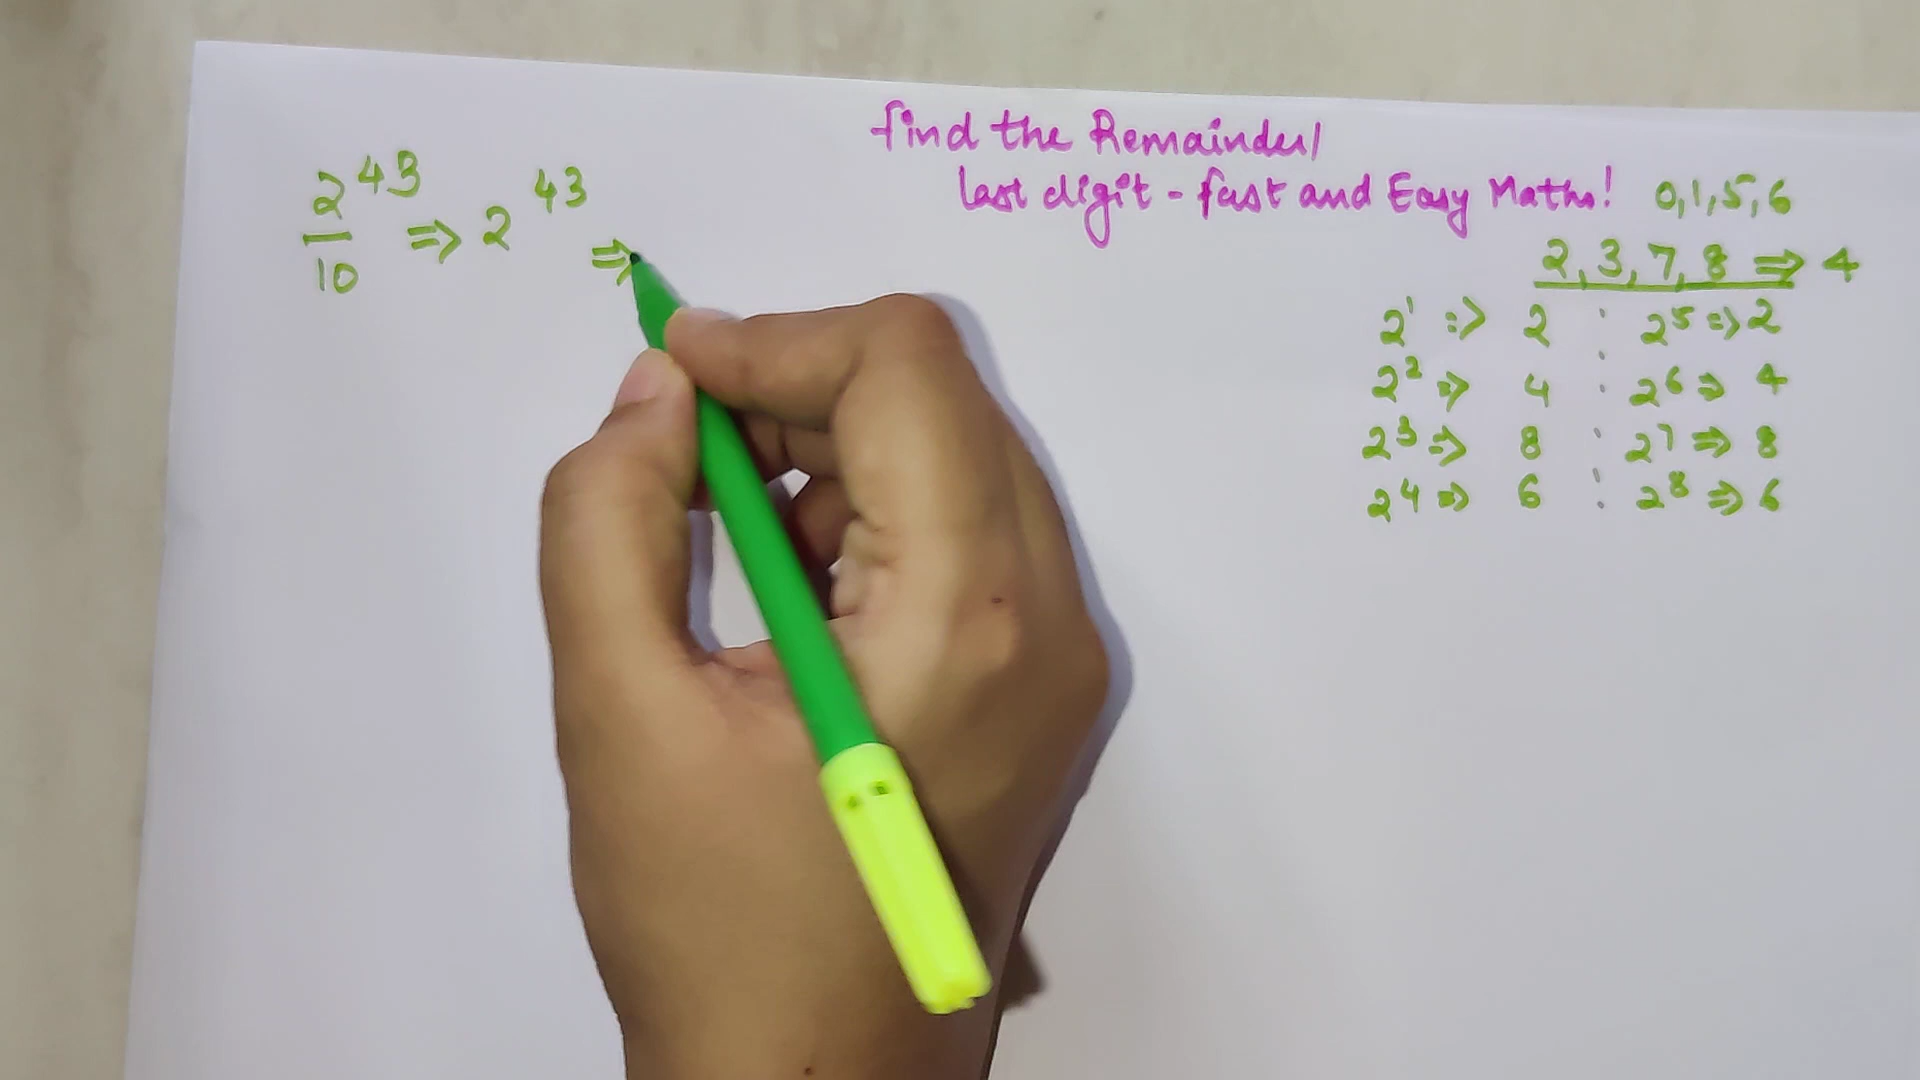 find the Remainder/
last digit - fast and Easy Maths!
2^43/10 ⇒ 2^43 ⇒
0,1,5,6
2,3,7,8 ⇒ 4
2^1 ⇒ 2 : 2^5 ⇒ 2
2^2 ⇒ 4 : 2^6 ⇒ 4
2^3 ⇒ 8 : 2^7 ⇒ 8
2^4 ⇒ 6 : 2^8 ⇒ 6